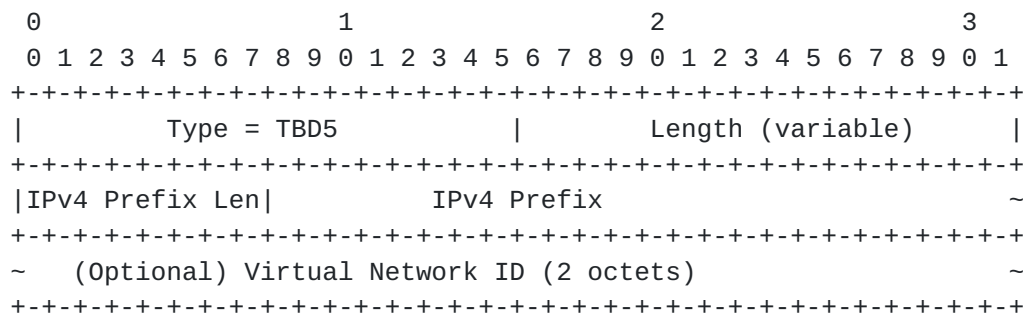 0                   1                   2                   3
 0 1 2 3 4 5 6 7 8 9 0 1 2 3 4 5 6 7 8 9 0 1 2 3 4 5 6 7 8 9 0 1
+-+-+-+-+-+-+-+-+-+-+-+-+-+-+-+-+-+-+-+-+-+-+-+-+-+-+-+-+-+-+-+-+
|         Type = TBD5           |        Length (variable)      |
+-+-+-+-+-+-+-+-+-+-+-+-+-+-+-+-+-+-+-+-+-+-+-+-+-+-+-+-+-+-+-+-+
|IPv4 Prefix Len|          IPv4 Prefix                          ~
+-+-+-+-+-+-+-+-+-+-+-+-+-+-+-+-+-+-+-+-+-+-+-+-+-+-+-+-+-+-+-+-+
~   (Optional) Virtual Network ID (2 octets)                    ~
+-+-+-+-+-+-+-+-+-+-+-+-+-+-+-+-+-+-+-+-+-+-+-+-+-+-+-+-+-+-+-+-+